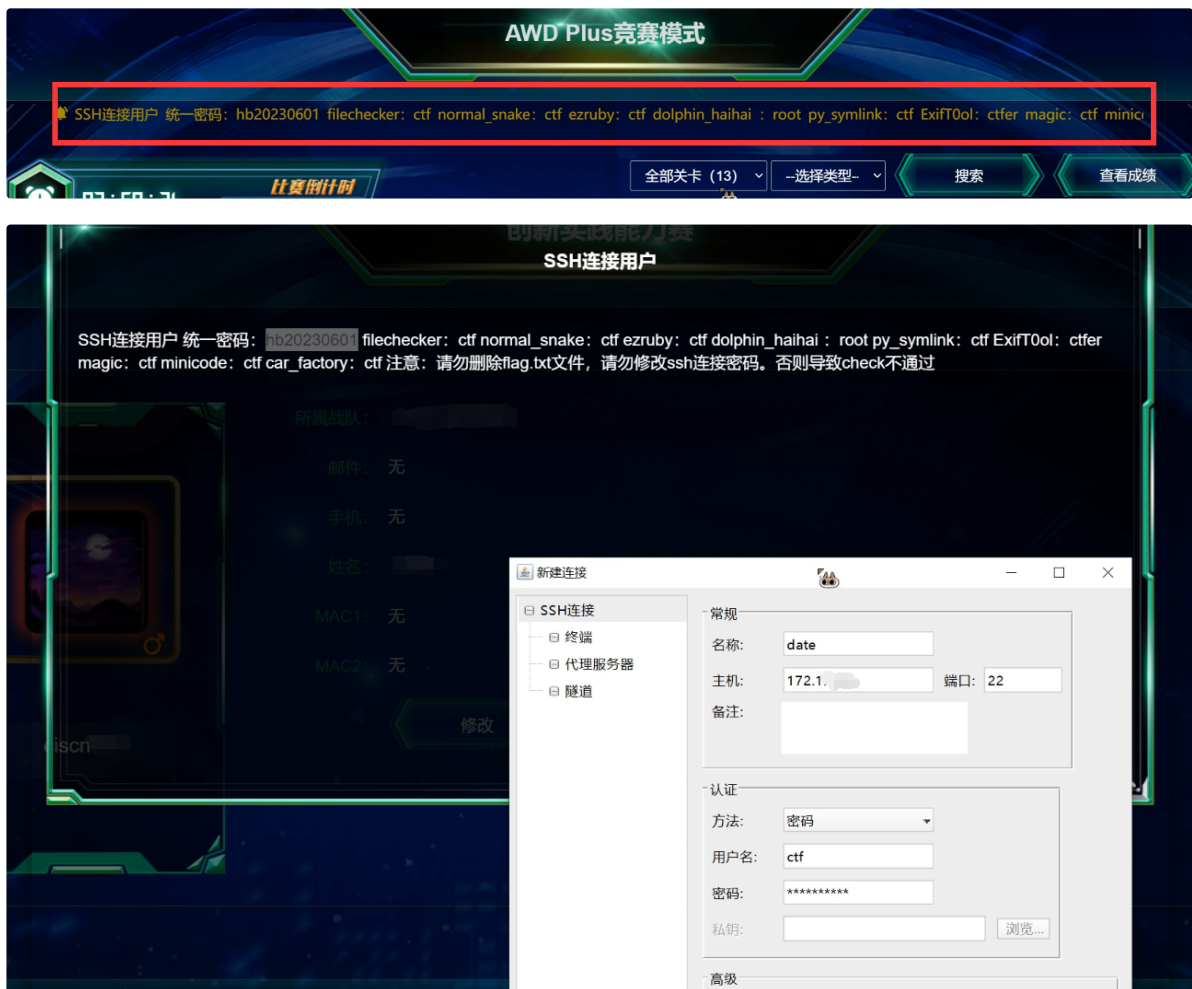 AWD Plus竞赛模式
SSH连接用户 统一密码：hb20230601 filechecker：ctf normal_snake：ctf ezruby：ctf dolphin_haihai ：root py_symlink：ctf ExifT0ol：ctfer magic：ctf minic
比赛倒计时
全部关卡（13）
--选择类型--
搜索
查看成绩
创新实践能力赛
SSH连接用户
SSH连接用户 统一密码：hb20230601 filechecker：ctf normal_snake：ctf ezruby：ctf dolphin_haihai ：root py_symlink：ctf ExifT0ol：ctfer
magic：ctf minicode：ctf car_factory：ctf 注意：请勿删除flag.txt文件，请勿修改ssh连接密码。否则导致check不通过
所属战队：
邮件： 无
手机： 无
姓名：
MAC1： 无
MAC2： 无
修改
ciscn
新建连接
SSH连接
终端
代理服务器
隧道
常规
名称: date
主机: 172.1. 端口: 22
备注:
认证
方法: 密码
用户名: ctf
密码: **********
私钥: 浏览...
高级